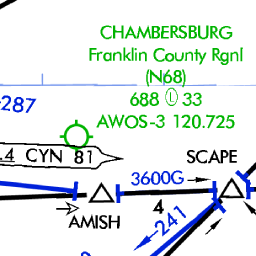 CHAMBERSBURG
Franklin County Rgnl
(N68)
688 Ⓛ 33
-287
AWOS-3 120.725
.4 CYN 81
SCAPE
3600G
4
AMISH
-241